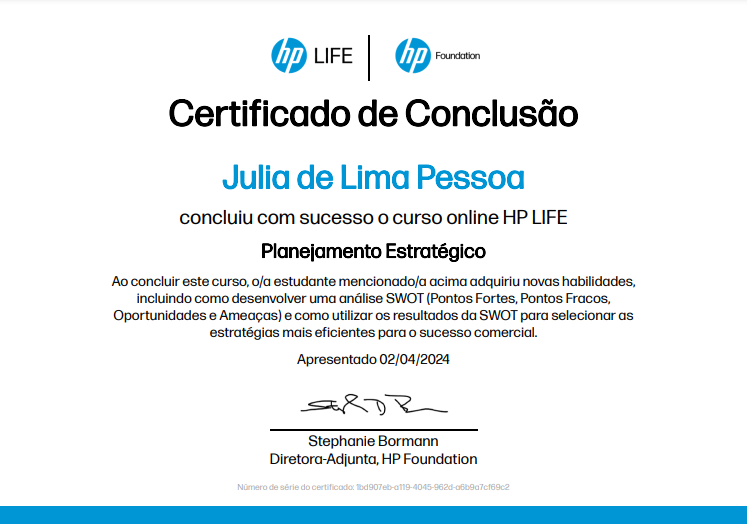 hp LIFE
hp Foundation
Certificado de Conclusão
Julia de Lima Pessoa
concluiu com sucesso o curso online HP LIFE
Planejamento Estratégico
Ao concluir este curso, o/a estudante mencionado/a acima adquiriu novas habilidades,
incluindo como desenvolver uma análise SWOT (Pontos Fortes, Pontos Fracos,
Oportunidades e Ameaças) e como utilizar os resultados da SWOT para selecionar as
estratégias mais eficientes para o sucesso comercial.
Apresentado 02/04/2024
Stephanie Bormann
Diretora-Adjunta, HP Foundation
Número de série do certificado: 1bd907eb-a119-4045-962d-a6b9a7cf69c2